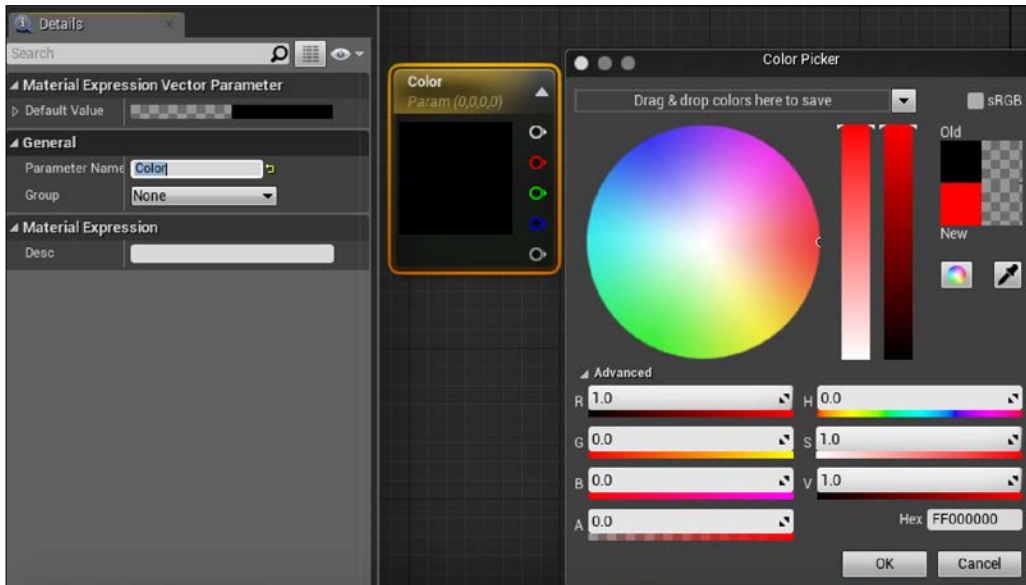 Details
Search
Material Expression Vector Parameter
Default Value
General
Parameter Name Color
Group None
Material Expression
Desc
Color
Param (0,0,0,0)
Color Picker
Drag & drop colors here to save
sRGB
Old
New
Advanced
R 1.0 H 0.0
G 0.0 S 1.0
B 0.0 V 1.0
A 0.0 Hex FF000000
OK Cancel